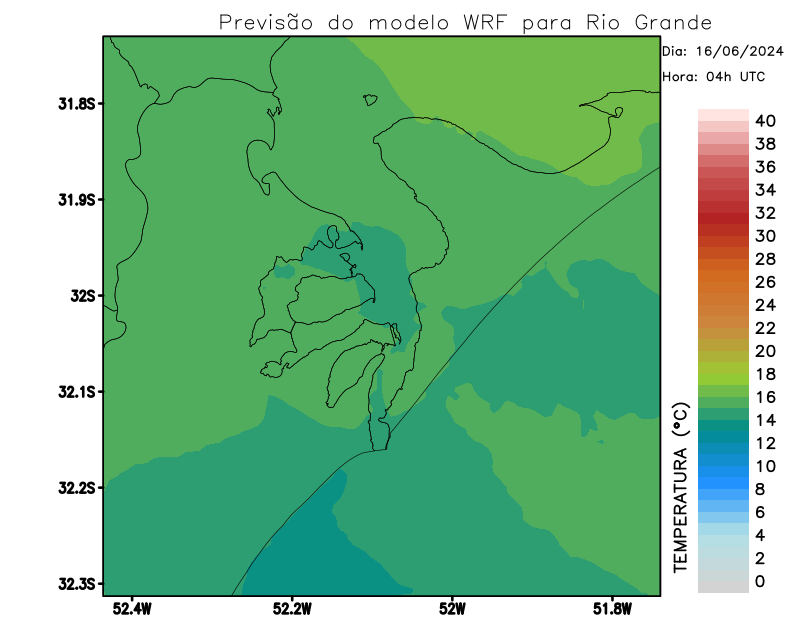 Previsão do modelo WRF para Rio Grande
Dia: 16/06/2024
Hora: 04h UTC
31.8S
31.9S
32S
32.1S
32.2S
32.3S
52.4W
52.2W
52W
51.8W
TEMPERATURA (ºC)
40
38
36
34
32
30
28
26
24
22
20
18
16
14
12
10
8
6
4
2
0